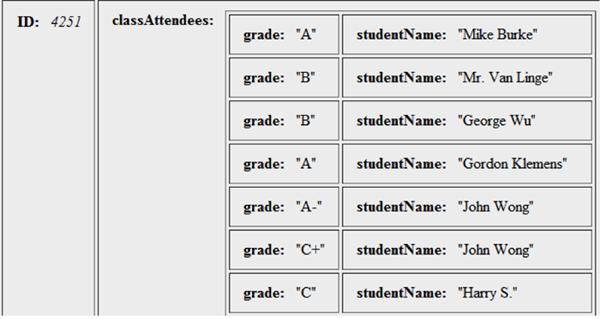 ID: 4251 classAttendees: grade: "A" studentName: "Mike Burke"
grade: "B" studentName: "Mr. Van Linge"
grade: "B" studentName: "George Wu"
grade: "A" studentName: "Gordon Klemens"
grade: "A-" studentName: "John Wong"
grade: "C+" studentName: "John Wong"
grade: "C" studentName: "Harry S."